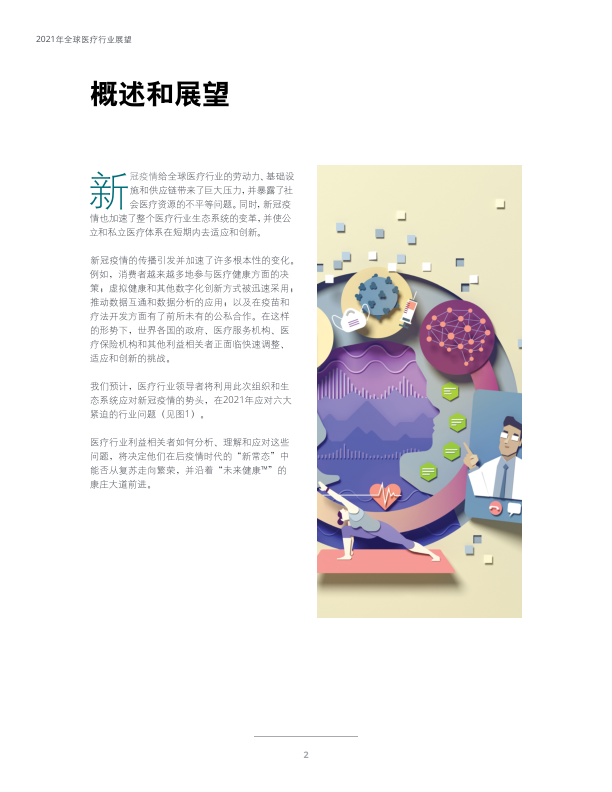 2021年全球医疗行业展望
概述和展望
新冠疫情给全球医疗行业的劳动力、基础设
施和供应链带来了巨大压力，并暴露了社
会医疗资源的不平等问题。同时，新冠疫
情也加速了整个医疗行业生态系统的变革，并使公
立和私立医疗体系在短期内去适应和创新。
新冠疫情的传播引发并加速了许多根本性的变化。
例如，消费者越来越多地参与医疗健康方面的决
策；虚拟健康和其他数字化创新方式被迅速采用；
推动数据互通和数据分析的应用；以及在疫苗和
疗法开发方面有了前所未有的公私合作。在这样
的形势下，世界各国的政府、医疗服务机构、医
疗保险机构和其他利益相关者正面临快速调整、
适应和创新的挑战。
我们预计，医疗行业领导者将利用此次组织和生
态系统应对新冠疫情的势头，在2021年应对六大
紧迫的行业问题（见图1）。
医疗行业利益相关者如何分析、理解和应对这些
问题，将决定他们在后疫情时代的“新常态”中
能否从复苏走向繁荣，并沿着“未来健康™”的
康庄大道前进。
2